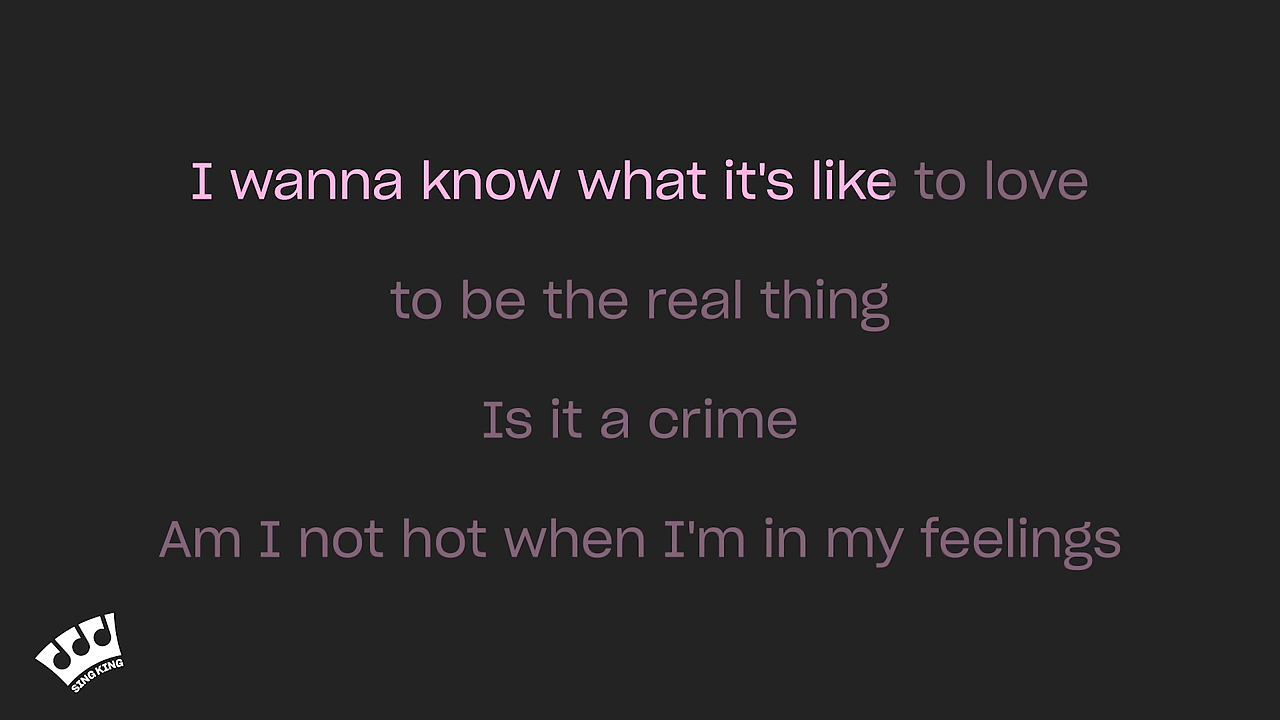 I wanna know what it's like to love
to be the real thing
Is it a crime
Am I not hot when I'm in my feelings
SING KING